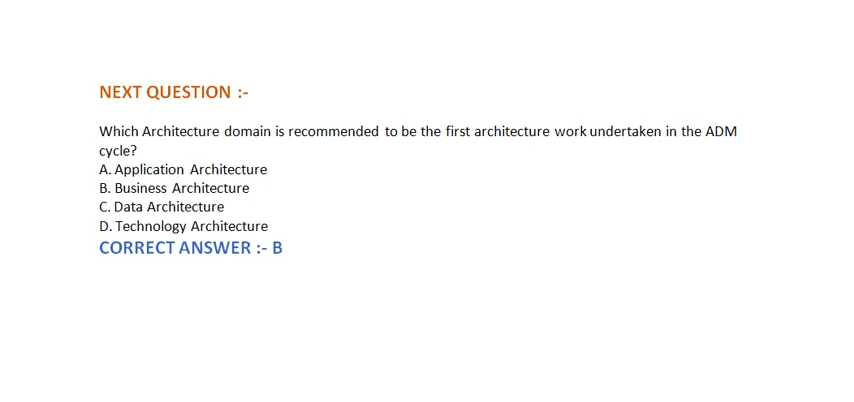 NEXT QUESTION :-
Which Architecture domain is recommended to be the first architecture work undertaken in the ADM
cycle?
A. Application Architecture
B. Business Architecture
C. Data Architecture
D. Technology Architecture
CORRECT ANSWER :- B